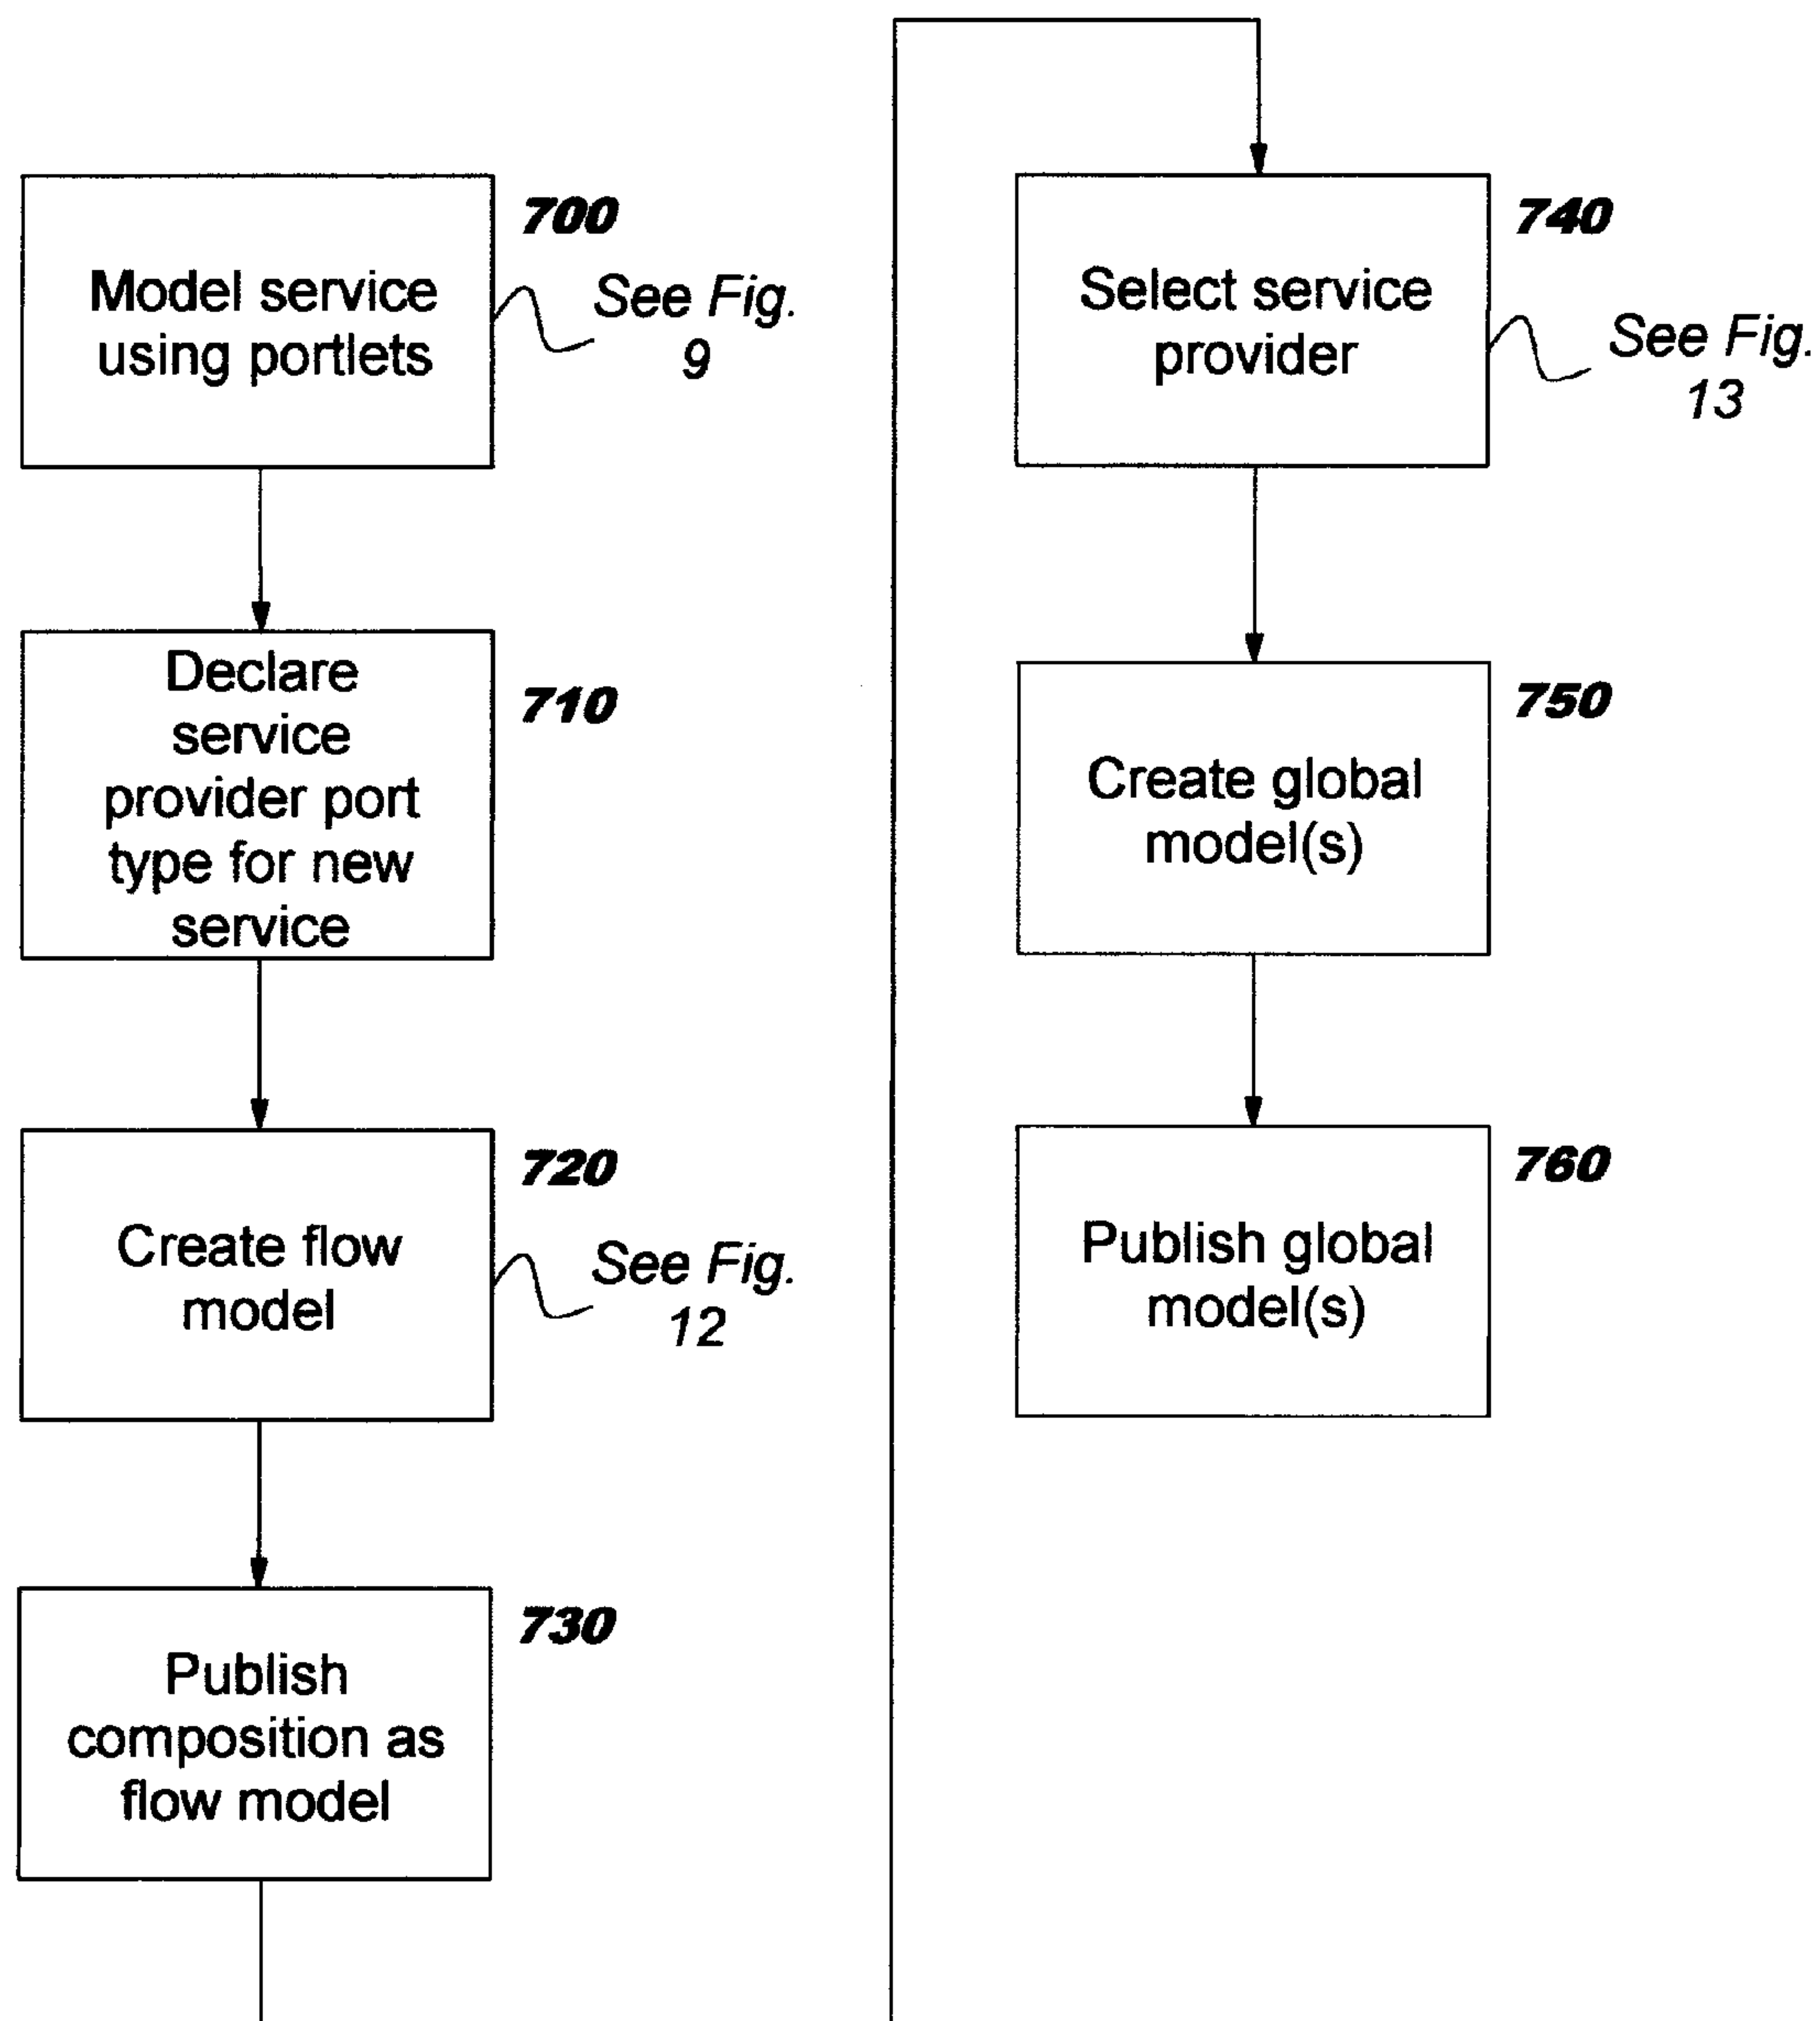 700
Model service
using portlets
See Fig.
9
710
Declare
service
provider port
type for new
service
720
Create flow
model
See Fig.
12
730
Publish
composition as
flow model
740
Select service
provider
See Fig.
13
750
Create global
model(s)
760
Publish global
model(s)